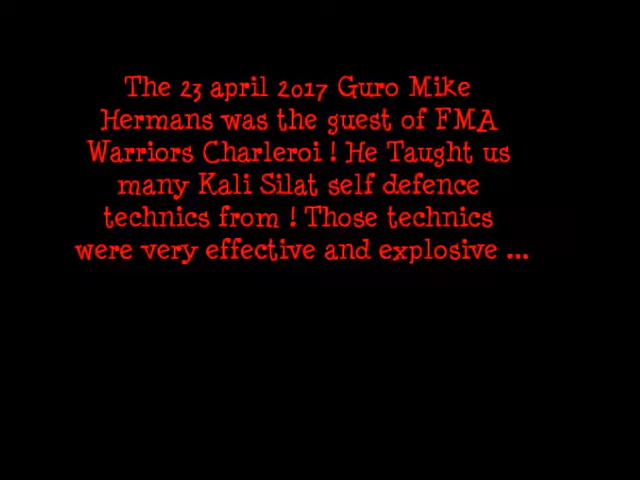 The 23 april 2017 Guro Mike
Hermans was the guest of FMA
Warriors Charleroi ! He Taught us
many Kali Silat self defence
technics from ! Those technics
were very effective and explosive ...